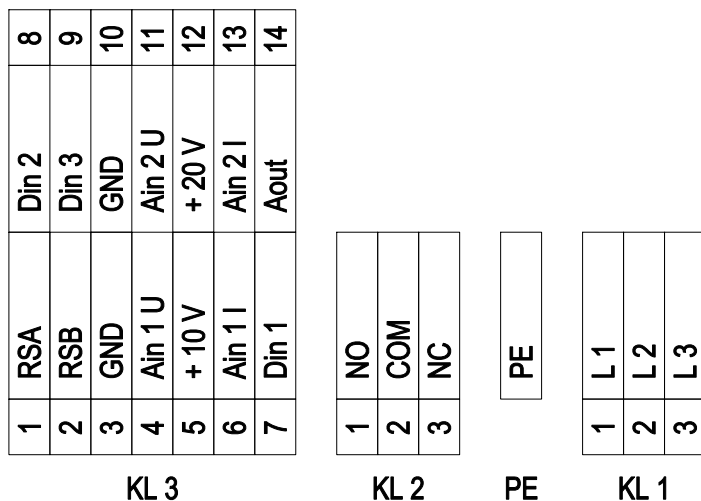 8 9 10 11 12 13 14
Din 2 Din 3 GND Ain 2 U + 20 V Ain 2 I Aout
RSA RSB GND Ain 1 U + 10 V Ain 1 I Din 1 NO COM NC PE L 1 L 2 L 3
1 2 3 4 5 6 7 1 2 3 1 2 3
KL 3 KL 2 PE KL 1